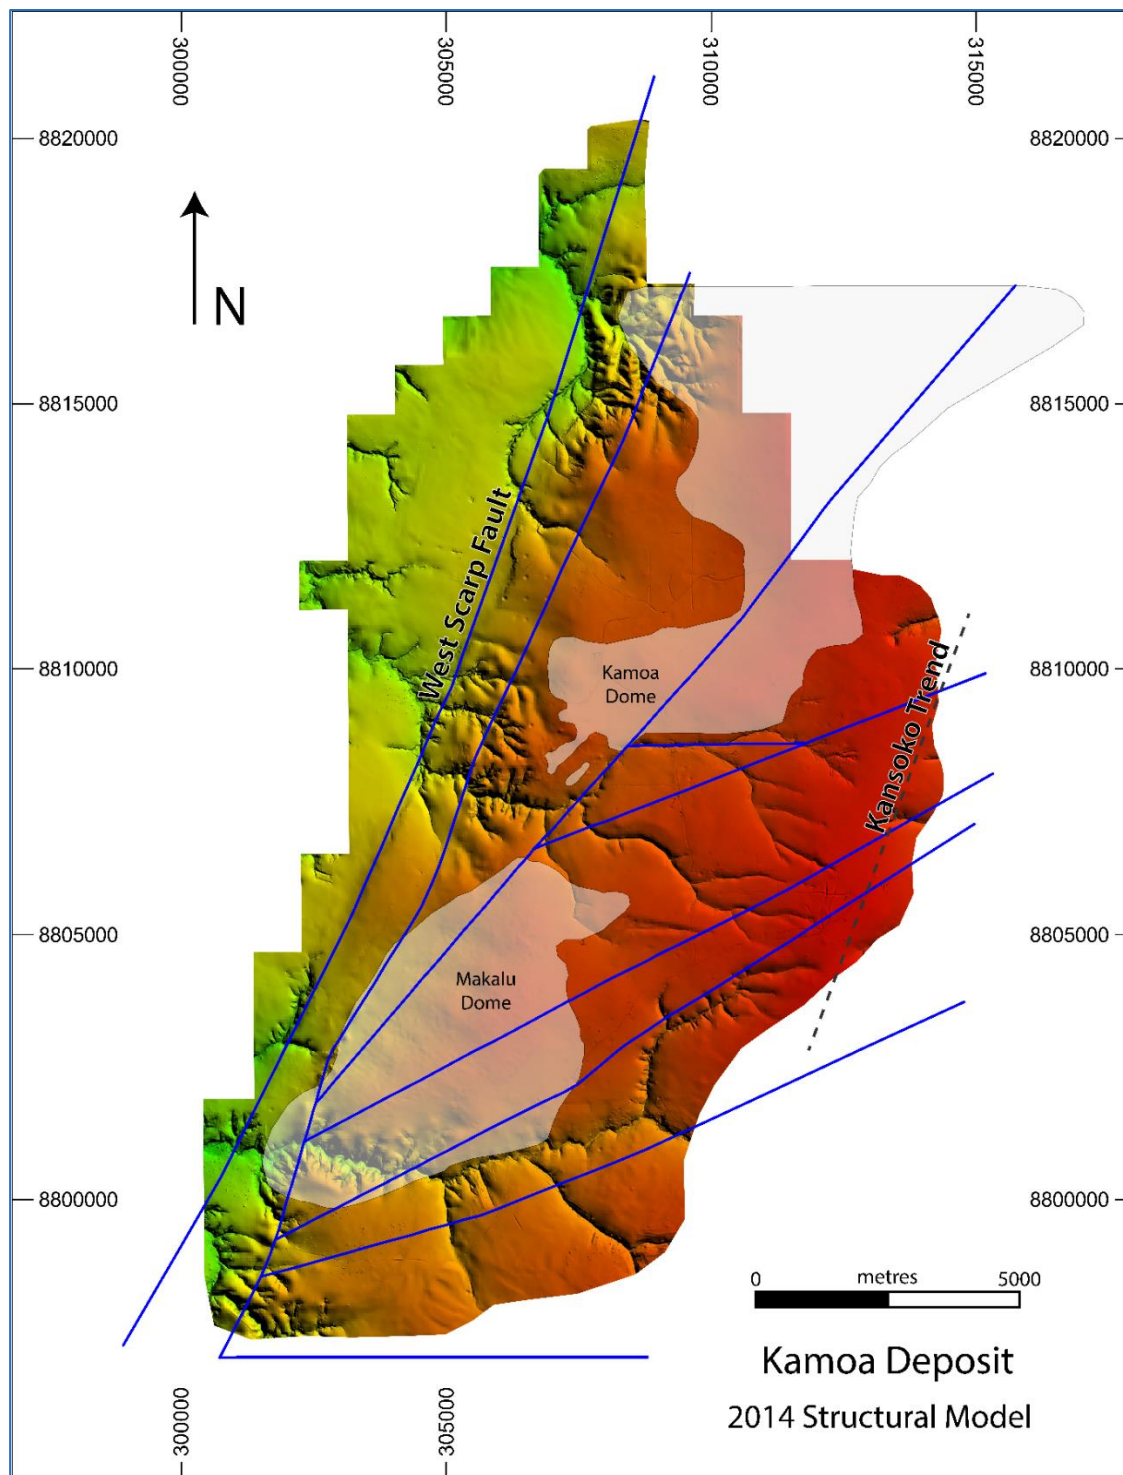 300000
305000
310000
315000
8820000
8820000
N
8815000
8815000
West Scarp Fault
8810000
8810000
Kamoa
Dome
Kansoko Trend
8805000
8805000
Makalu
Dome
8800000
8800000
0 metres 5000
Kamoa Deposit
2014 Structural Model
300000
305000